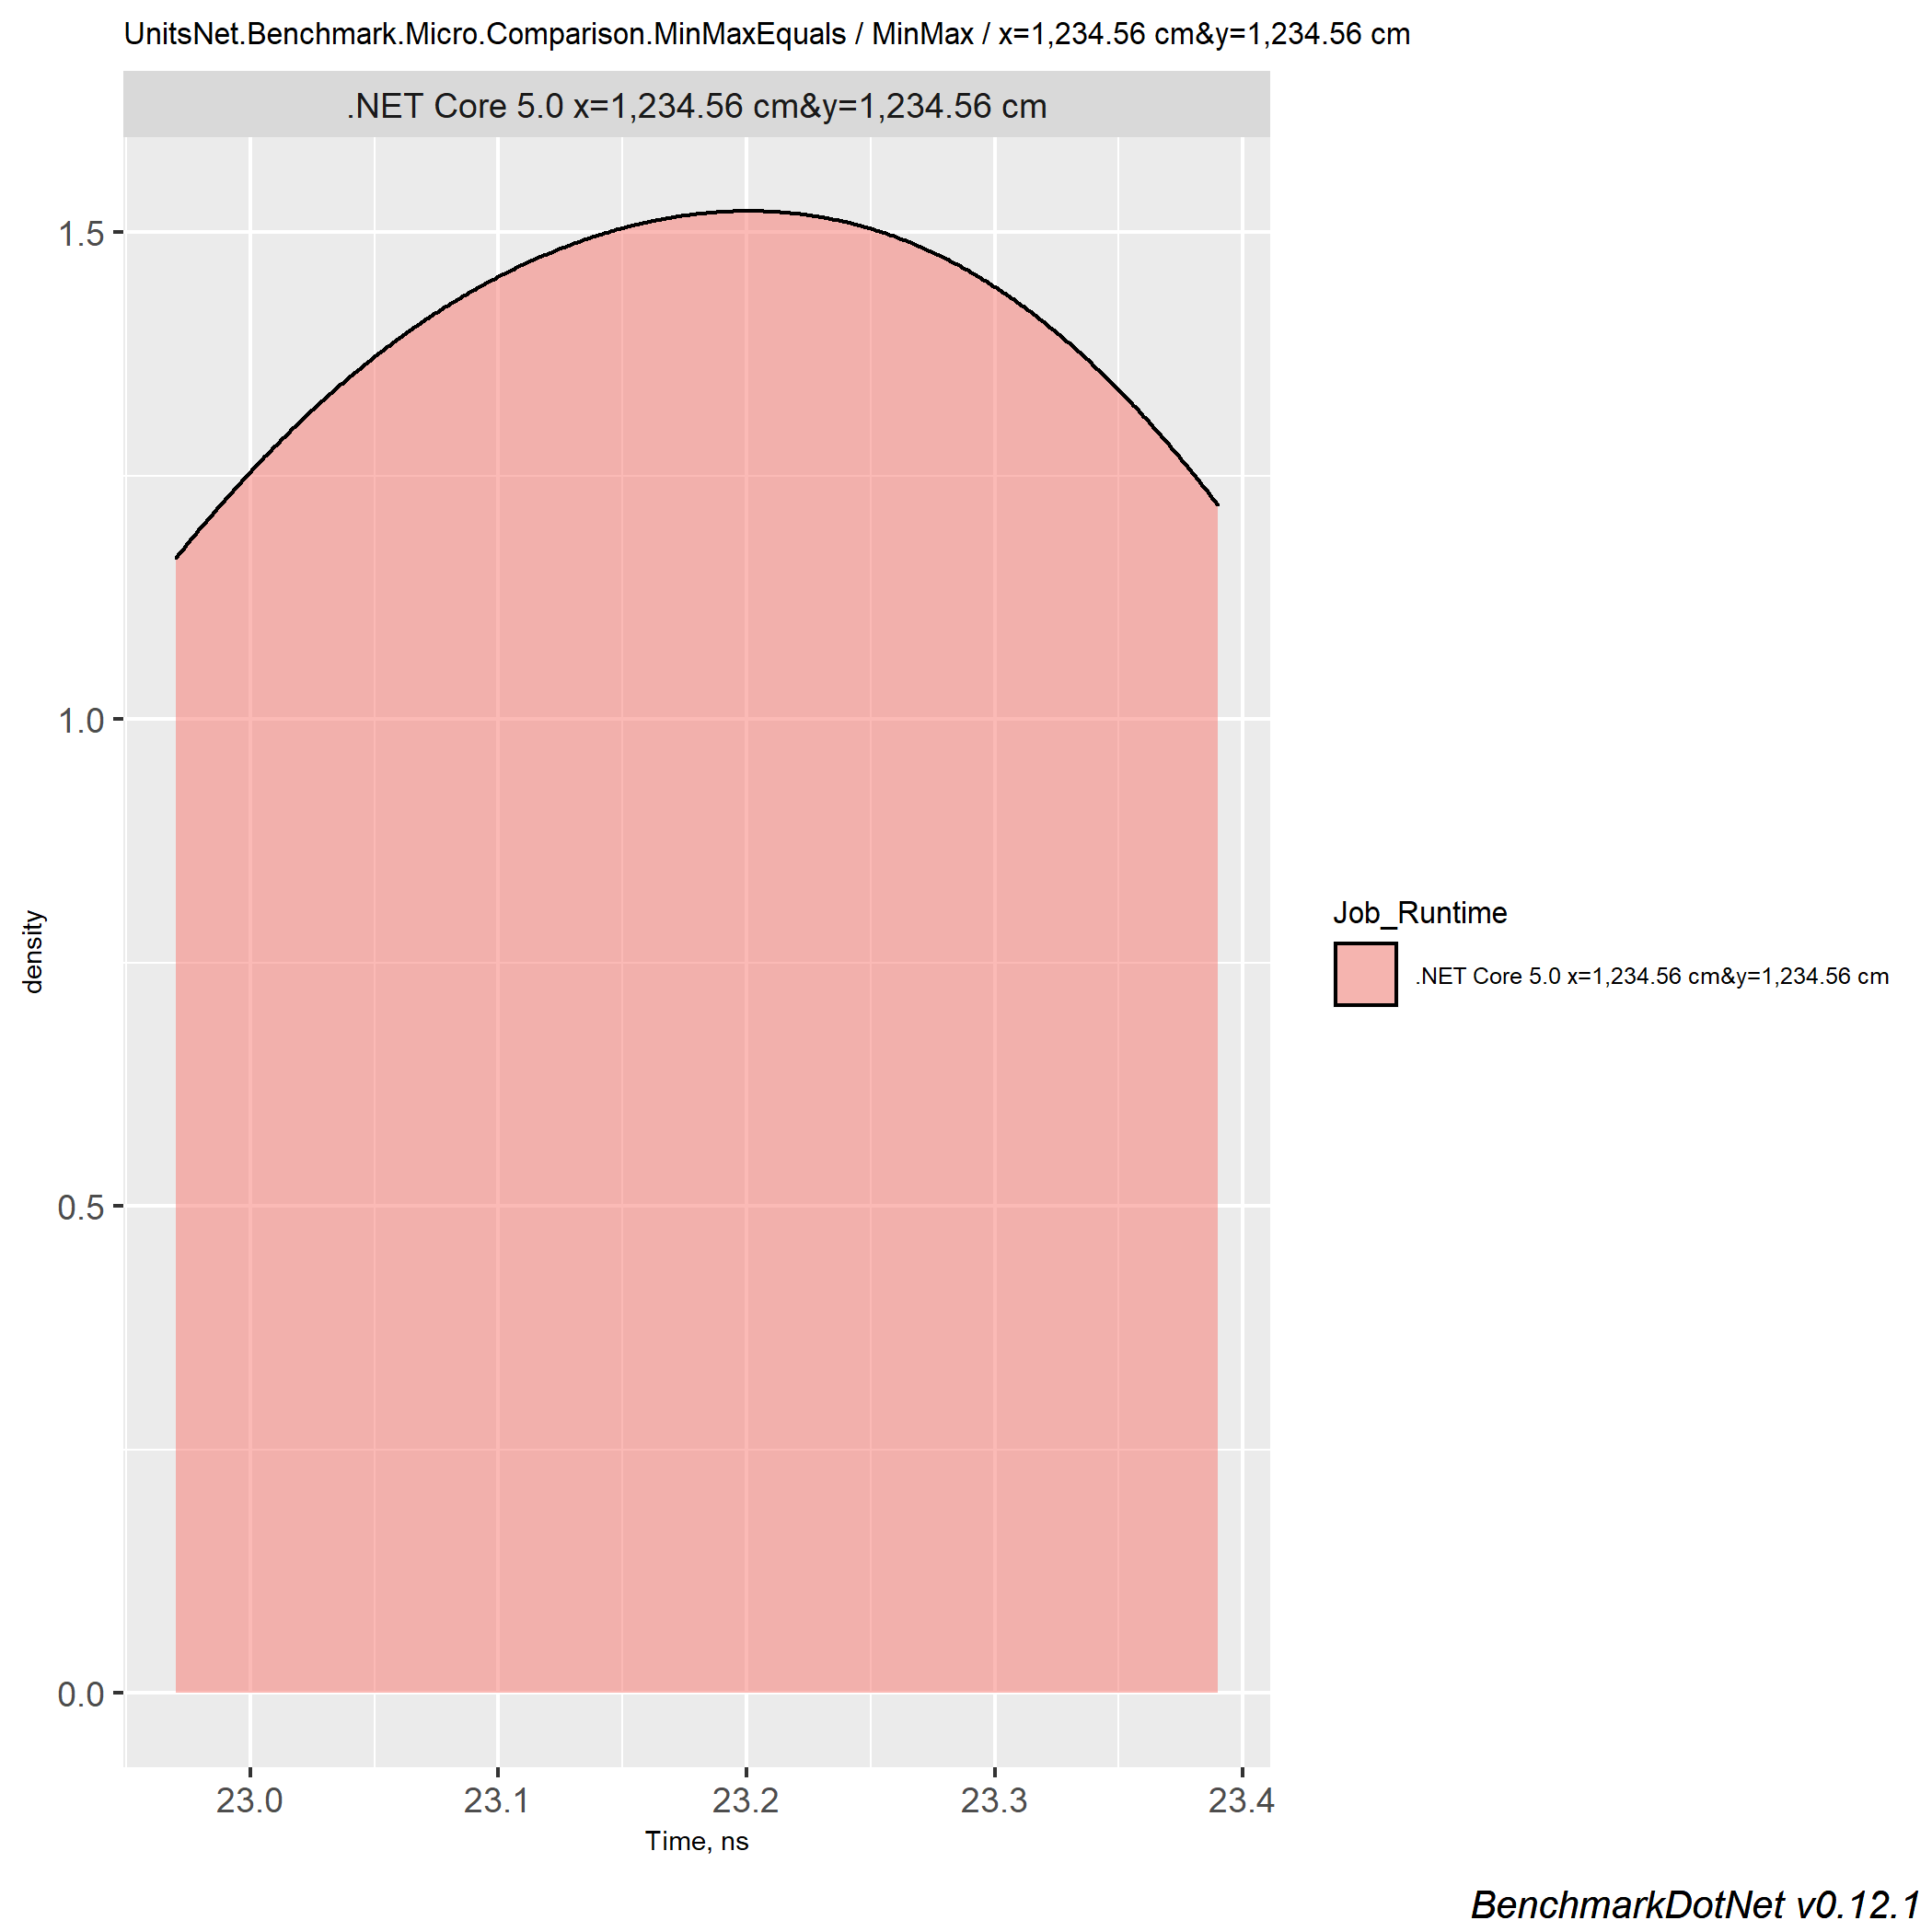 UnitsNet.Benchmark.Micro.Comparison.MinMaxEquals / MinMax / x=1,234.56 cm&y=1,234.56 cm
.NET Core 5.0 x=1,234.56 cm&y=1,234.56 cm
1.5
1.0
0.5
0.0
density
23.0 23.1 23.2 23.3 23.4
Time, ns
Job_Runtime
.NET Core 5.0 x=1,234.56 cm&y=1,234.56 cm
BenchmarkDotNet v0.12.1